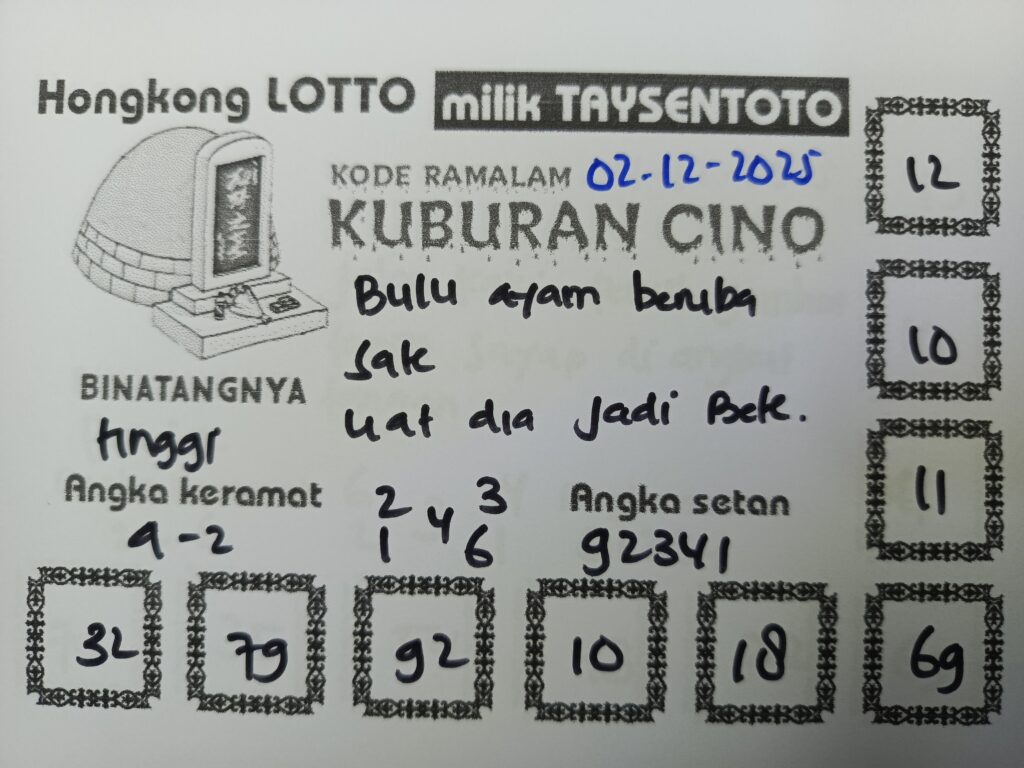 Hongkong LOTTO milik TAYSENTOTO
KODE RAMALAM 02-12-2025
KUBURAN CINO
Bulu ayam beruba
sak
uat dia jadi Bek.
BINATANGNYA
tinggi
Angka keramat
9-2
2 3
4
1 6
Angka setan
92341
12
10
11
32 79 92 10 18 69